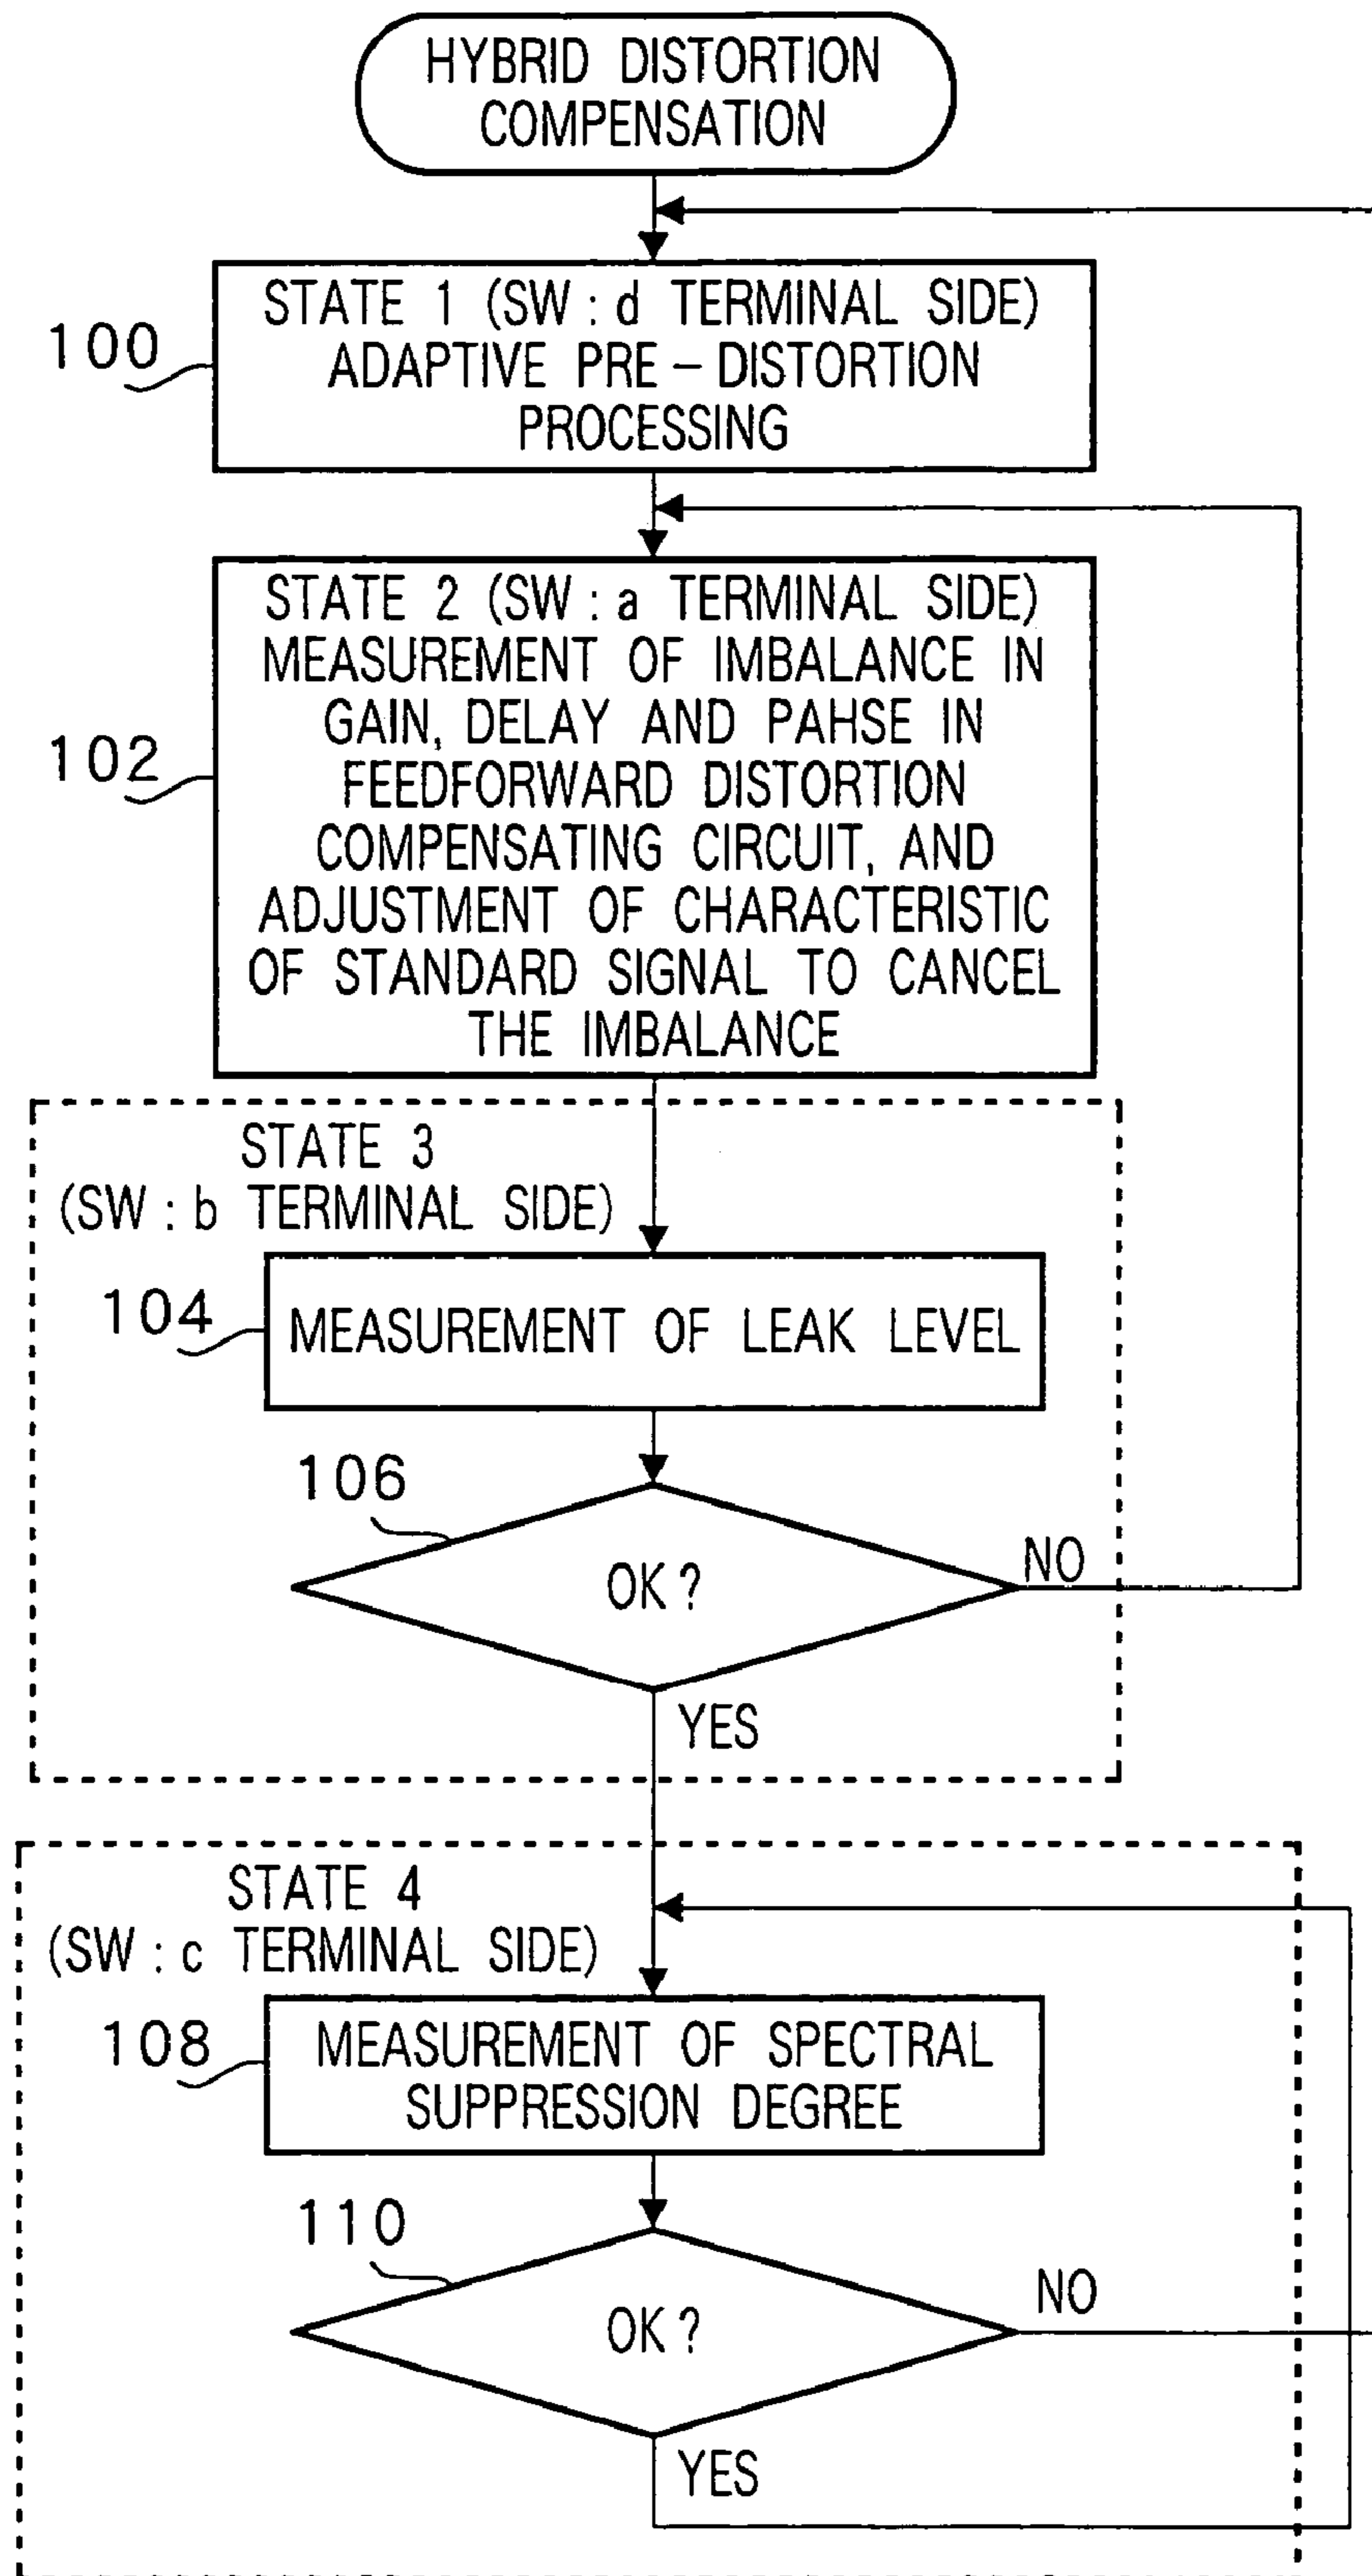 HYBRID DISTORTION
COMPENSATION
100
STATE 1 (SW : d TERMINAL SIDE)
ADAPTIVE PRE – DISTORTION
PROCESSING
102
STATE 2 (SW : a TERMINAL SIDE)
MEASUREMENT OF IMBALANCE IN
GAIN, DELAY AND PAHSE IN
FEEDFORWARD DISTORTION
COMPENSATING CIRCUIT, AND
ADJUSTMENT OF CHARACTERISTIC
OF STANDARD SIGNAL TO CANCEL
THE IMBALANCE
STATE 3
(SW : b TERMINAL SIDE)
104
MEASUREMENT OF LEAK LEVEL
106
OK ?
NO
YES
STATE 4
(SW : c TERMINAL SIDE)
108
MEASUREMENT OF SPECTRAL
SUPPRESSION DEGREE
110
OK ?
NO
YES